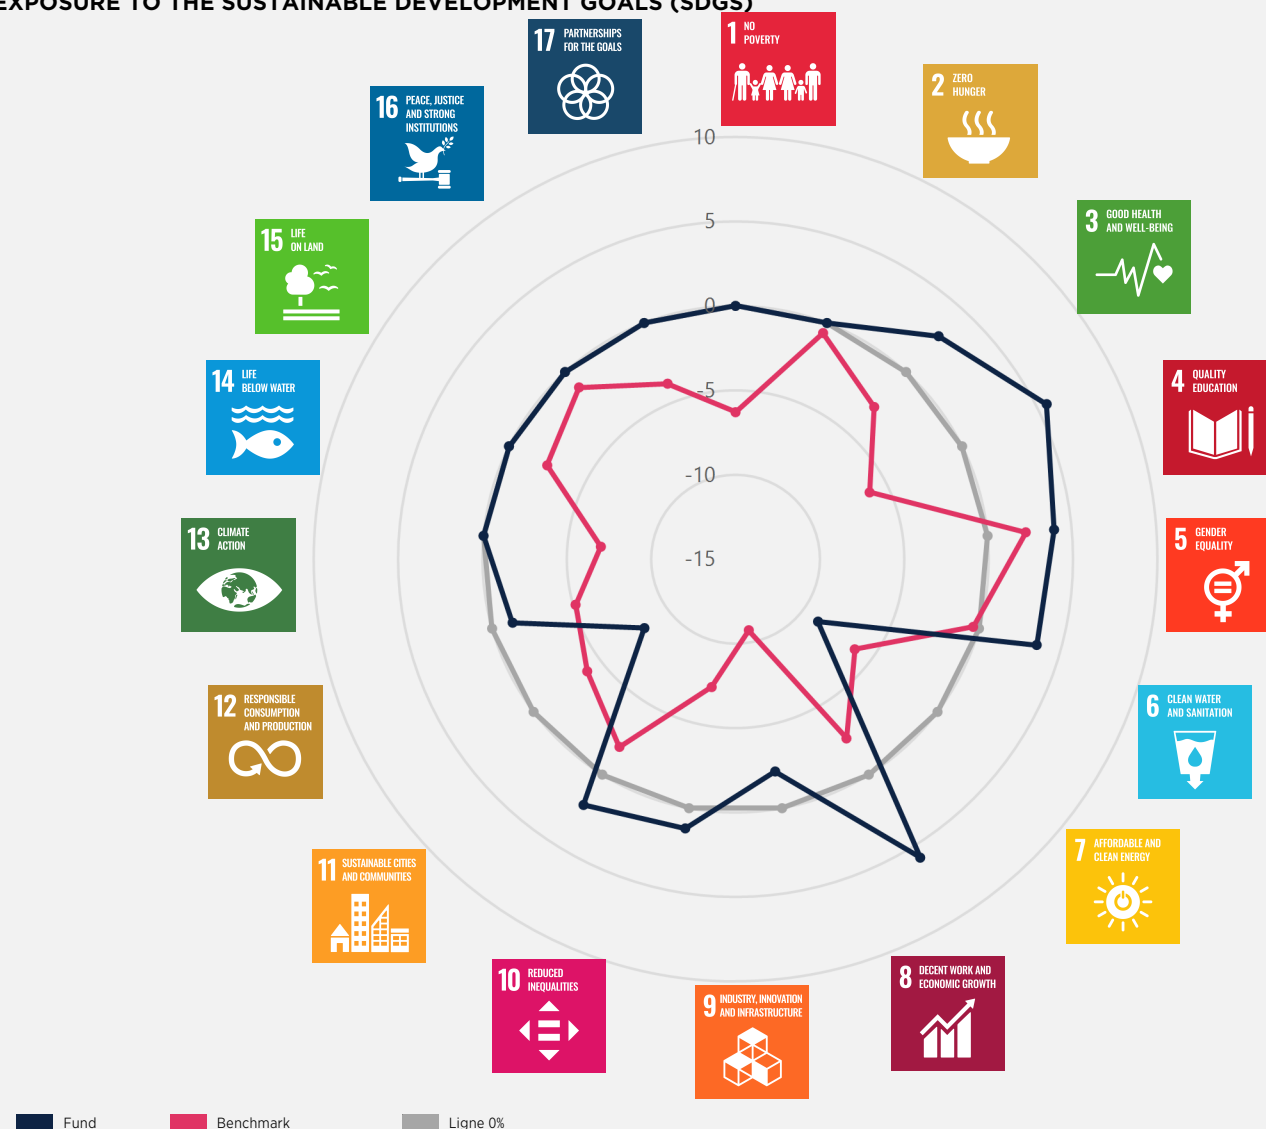 EXPOSURE TO THE SUSTAINABLE DEVELOPMENT GOALS (SDGS)
1 NO
POVERTY
2 ZERO
HUNGER
3 GOOD HEALTH
AND WELL-BEING
4 QUALITY
EDUCATION
5 GENDER
EQUALITY
6 CLEAN WATER
AND SANITATION
7 AFFORDABLE AND
CLEAN ENERGY
8 DECENT WORK AND
ECONOMIC GROWTH
9 INDUSTRY, INNOVATION
AND INFRASTRUCTURE
10 REDUCED
INEQUALITIES
11 SUSTAINABLE CITIES
AND COMMUNITIES
12 RESPONSIBLE
CONSUMPTION
AND PRODUCTION
13 CLIMATE
ACTION
14 LIFE
BELOW WATER
15 LIFE
ON LAND
16 PEACE, JUSTICE
AND STRONG
INSTITUTIONS
17 PARTNERSHIPS
FOR THE GOALS
10
5
0
-5
-10
-15
Fund
Benchmark
Ligne 0%